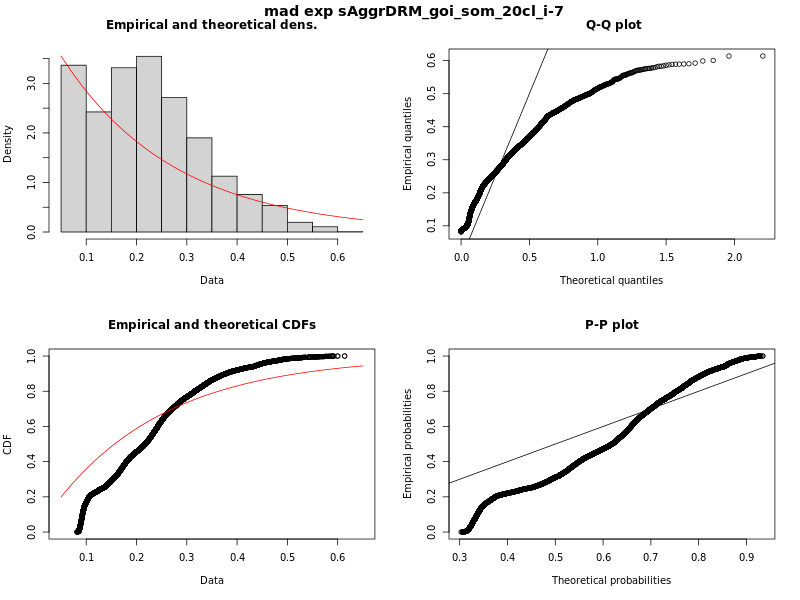 mad exp sAggrDRM_goi_som_20cl_i-7
Empirical and theoretical dens.
Density
0.0 1.0 2.0 3.0
0.1 0.2 0.3 0.4 0.5 0.6
Data
Q-Q plot
Empirical quantiles
0.1 0.2 0.3 0.4 0.5 0.6
0.0 0.5 1.0 1.5 2.0
Theoretical quantiles
Empirical and theoretical CDFs
CDF
0.0 0.2 0.4 0.6 0.8 1.0
0.1 0.2 0.3 0.4 0.5 0.6
Data
P-P plot
Empirical probabilities
0.0 0.2 0.4 0.6 0.8 1.0
0.3 0.4 0.5 0.6 0.7 0.8 0.9
Theoretical probabilities